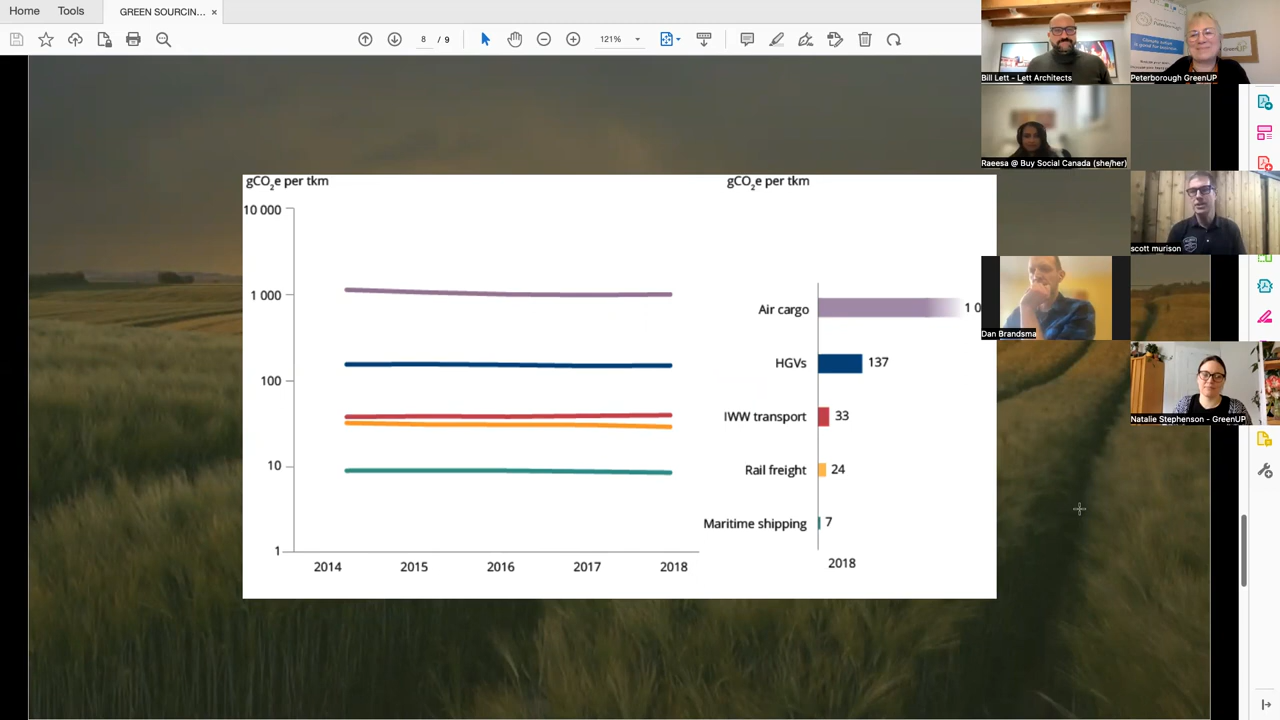 Home Tools GREEN SOURCIN... ×
8 / 9 121%
Bill Lett - Lett Architects
Peterborough GreenUP
Raeesa @ Buy Social Canada (she/her)
scott murison
Dan Brandsma
Natalie Stephenson - GreenUP
gCO₂e per tkm
10 000
1 000
100
10
1
2014 2015 2016 2017 2018
gCO₂e per tkm
Air cargo 1 0
HGVs 137
IWW transport 33
Rail freight 24
Maritime shipping 7
2018